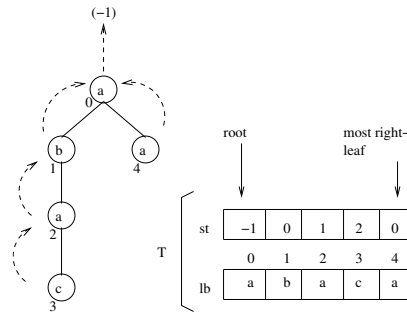 (−1)
a
0
b
1
a
4
a
2
c
3
root
most right-
leaf
T
st
−1 0 1 2 0
0 1 2 3 4
lb
a b a c a